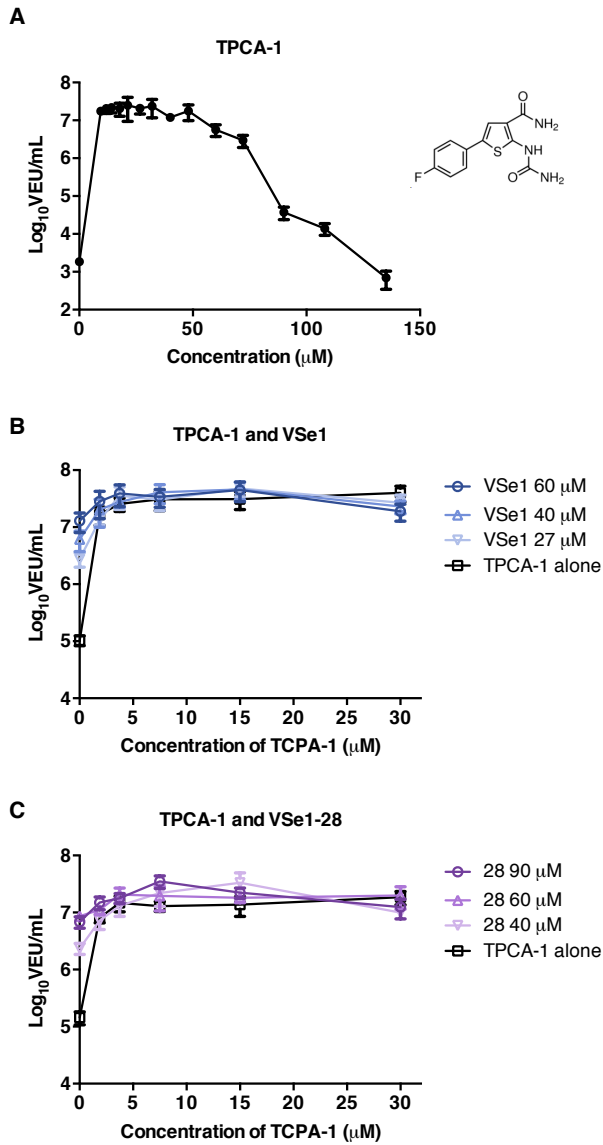 A
TPCA-1
8
7
6
5
4
3
2
Log10VEU/mL
0
50
100
150
Concentration (μM)
O
NH2
S
NH
F
O
NH2
B
TPCA-1 and VSe1
8
7
6
5
4
Log10VEU/mL
0
5
10
15
20
25
30
Concentration of TCPA-1 (μM)
VSe1 60 μM
VSe1 40 μM
VSe1 27 μM
TPCA-1 alone
C
TPCA-1 and VSe1-28
8
7
6
5
4
Log10VEU/mL
0
5
10
15
20
25
30
Concentration of TCPA-1 (μM)
28 90 μM
28 60 μM
28 40 μM
TPCA-1 alone